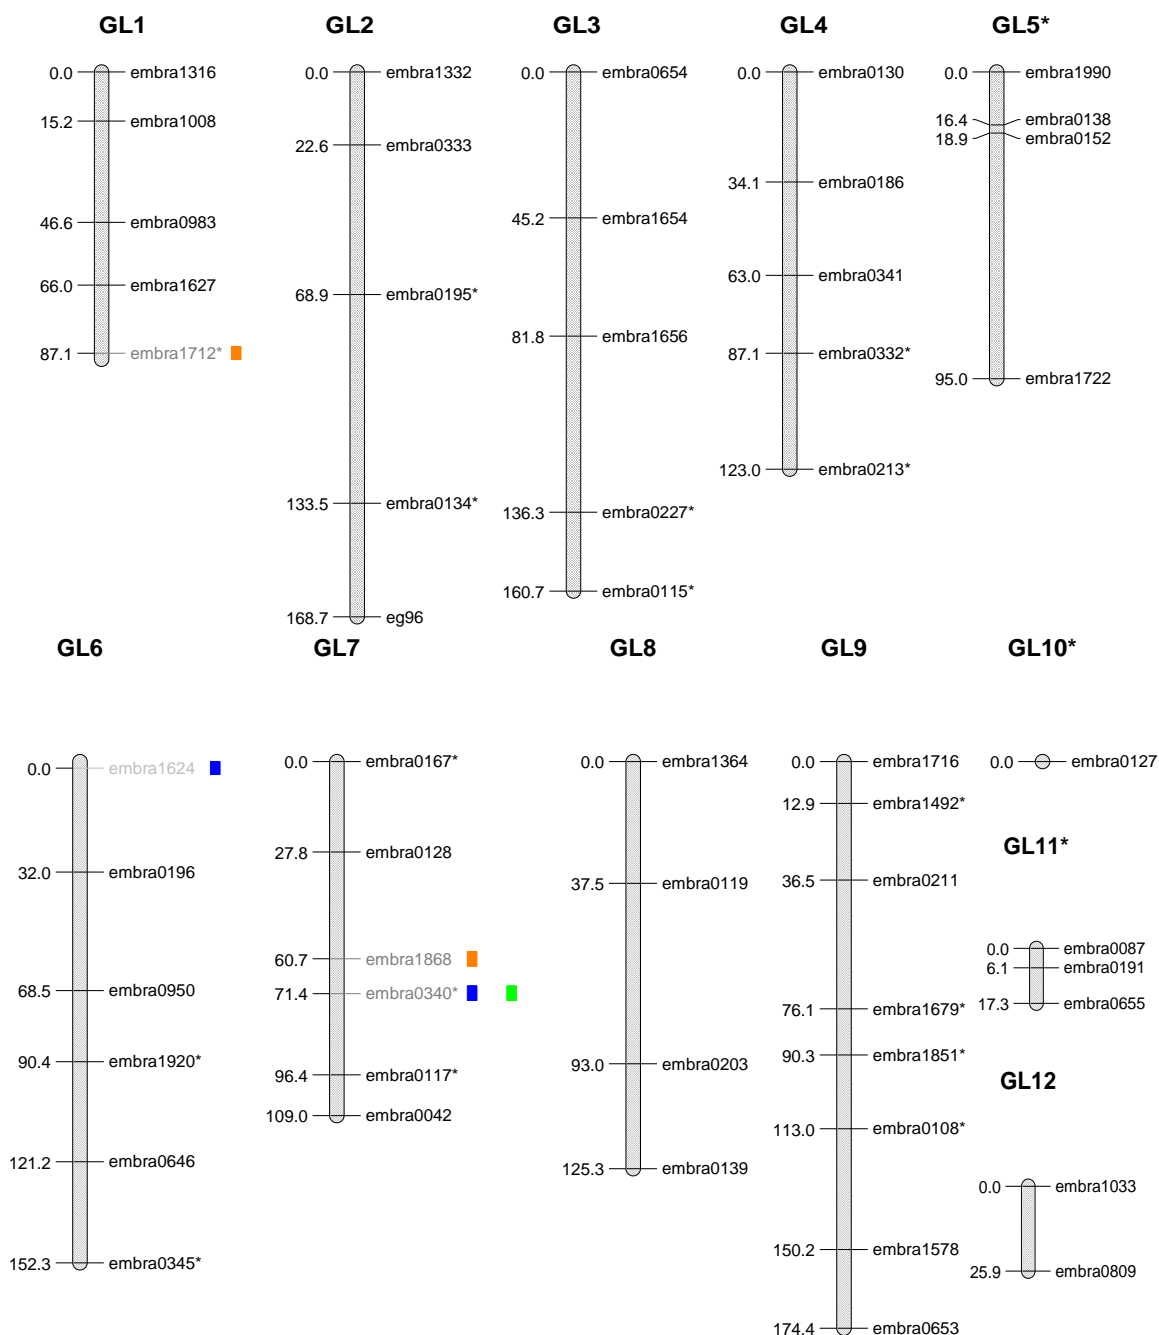 GL1
0.0 embra1316
15.2 embra1008
46.6 embra0983
66.0 embra1627
87.1 embra1712*
GL2
0.0 embra1332
22.6 embra0333
68.9 embra0195*
133.5 embra0134*
168.7 eg96
GL3
0.0 embra0654
45.2 embra1654
81.8 embra1656
136.3 embra0227*
160.7 embra0115*
GL4
0.0 embra0130
34.1 embra0186
63.0 embra0341
87.1 embra0332*
123.0 embra0213*
GL5*
0.0 embra1990
16.4 embra0138
18.9 embra0152
95.0 embra1722
GL6
0.0 embra1624
32.0 embra0196
68.5 embra0950
90.4 embra1920*
121.2 embra0646
152.3 embra0345*
GL7
0.0 embra0167*
27.8 embra0128
60.7 embra1868
71.4 embra0340*
96.4 embra0117*
109.0 embra0042
GL8
0.0 embra1364
37.5 embra0119
93.0 embra0203
125.3 embra0139
GL9
0.0 embra1716
12.9 embra1492*
36.5 embra0211
76.1 embra1679*
90.3 embra1851*
113.0 embra0108*
150.2 embra1578
174.4 embra0653
GL10*
0.0 embra0127
GL11*
0.0 embra0087
6.1 embra0191
17.3 embra0655
GL12
0.0 embra1033
25.9 embra0809